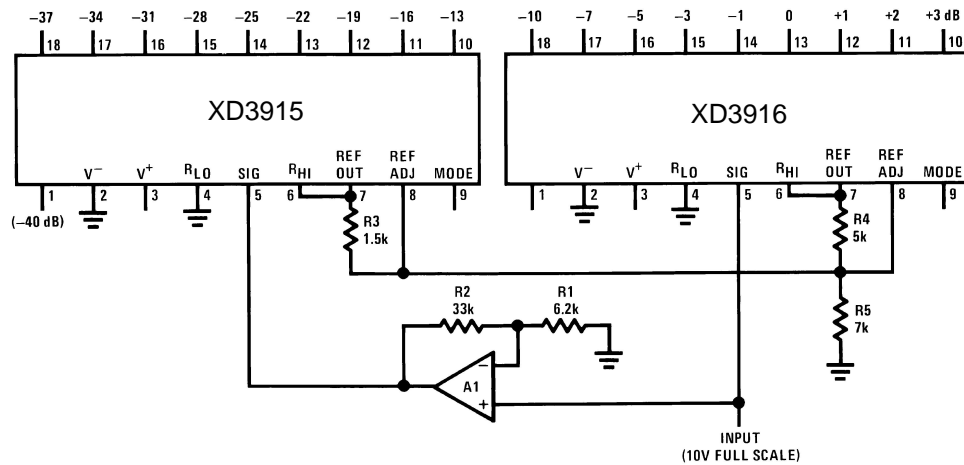 −37 −34 −31 −28 −25 −22 −19 −16 −13 −10 −7 −5 −3 −1 0 +1 +2 +3 dB
18 17 16 15 14 13 12 11 10 18 17 16 15 14 13 12 11 10
XD3915 XD3916
REF REF REF REF
V− V+ RLO SIG RHI OUT ADJ MODE V− V+ RLO SIG RHI OUT ADJ MODE
1 2 3 4 5 6 7 8 9 1 2 3 4 5 6 7 8 9
(−40 dB)
R3 R4
1.5k 5k
R2 R1
33k 6.2k
R5
7k
−
A1
+
INPUT
(10V FULL SCALE)